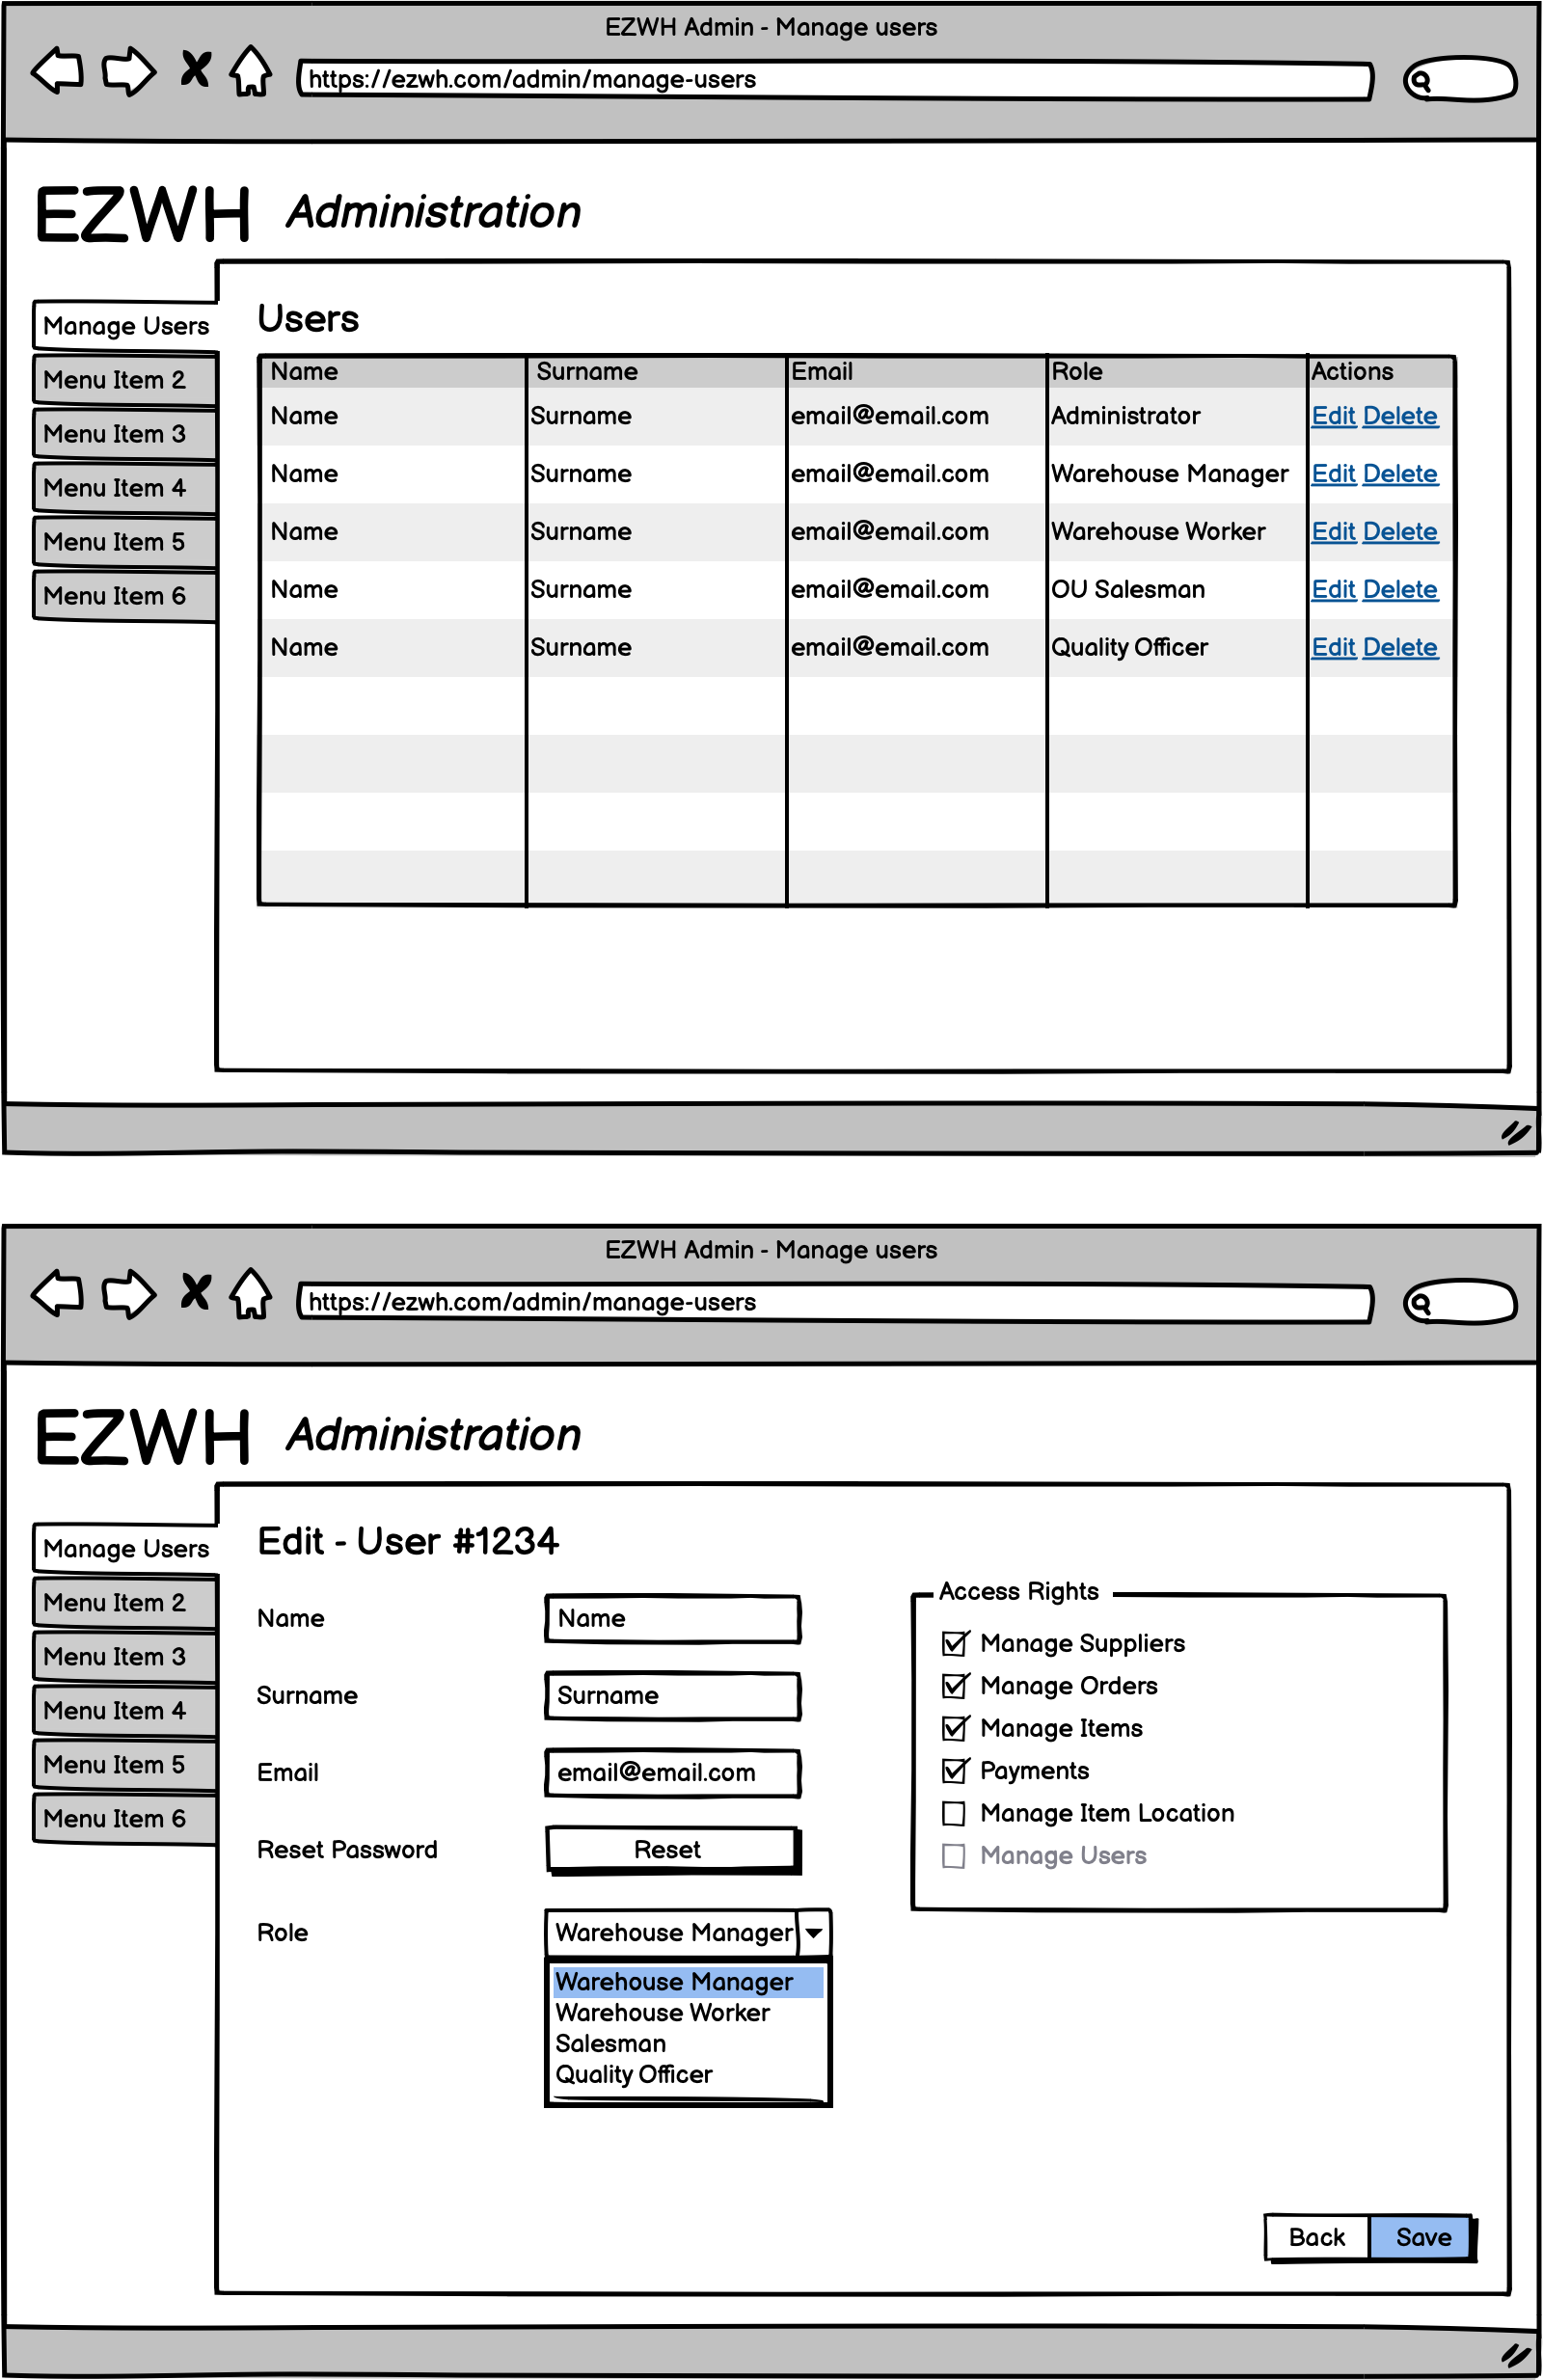 EZWH Admin - Manage users
https://ezwh.com/admin/manage-users
EZWH Administration
Manage Users
Menu Item 2
Menu Item 3
Menu Item 4
Menu Item 5
Menu Item 6
Users
Name Surname Email Role Actions
Name Surname email@email.com Administrator Edit Delete
Name Surname email@email.com Warehouse Manager Edit Delete
Name Surname email@email.com Warehouse Worker Edit Delete
Name Surname email@email.com OU Salesman Edit Delete
Name Surname email@email.com Quality Officer Edit Delete
EZWH Admin - Manage users
https://ezwh.com/admin/manage-users
EZWH Administration
Manage Users
Menu Item 2
Menu Item 3
Menu Item 4
Menu Item 5
Menu Item 6
Edit - User #1234
Name Name
Surname Surname
Email email@email.com
Reset Password Reset
Role Warehouse Manager
Warehouse Manager
Warehouse Worker
Salesman
Quality Officer
Access Rights
Manage Suppliers
Manage Orders
Manage Items
Payments
Manage Item Location
Manage Users
Back Save